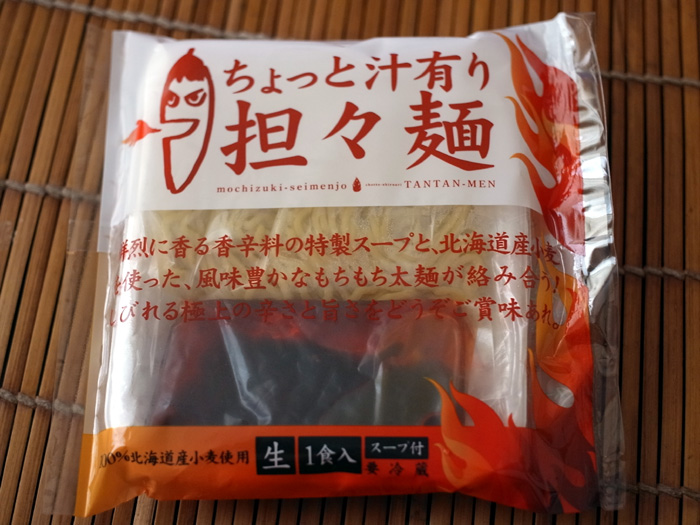 ちょっと汁有り
担々麺
mochizuki-seimenjo TANTAN-MEN
烈に香る香辛料の特製スープと、北海道産小麦
使った、風味豊かなもちもち太麺が絡み合う!
びれる極上の辛さと旨さをどうぞご賞味あれ。
100%北海道産小麦使用 生 1食入 スープ付 要冷蔵